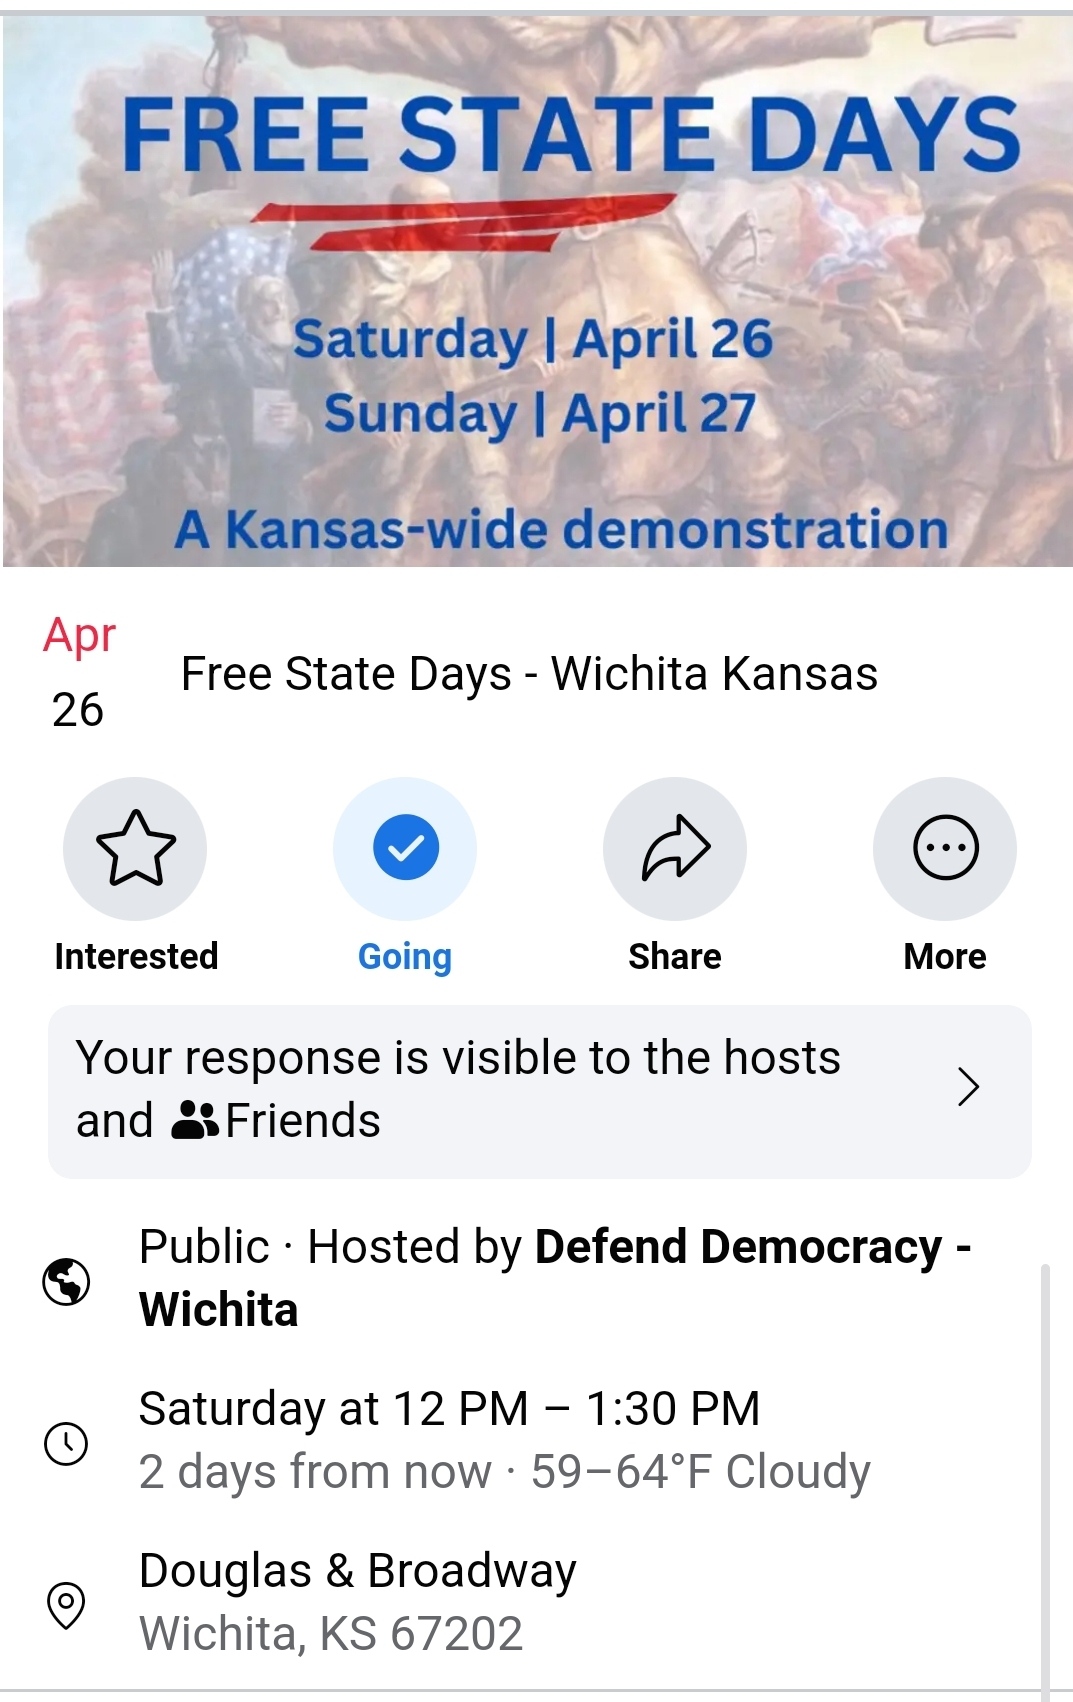 FREE STATE DAYS
Saturday | April 26
Sunday | April 27
A Kansas-wide demonstration
Apr
26
Free State Days - Wichita Kansas
Interested
Going
Share
More
Your response is visible to the hosts
and Friends
Public · Hosted by Defend Democracy -
Wichita
Saturday at 12 PM – 1:30 PM
2 days from now · 59–64°F Cloudy
Douglas & Broadway
Wichita, KS 67202